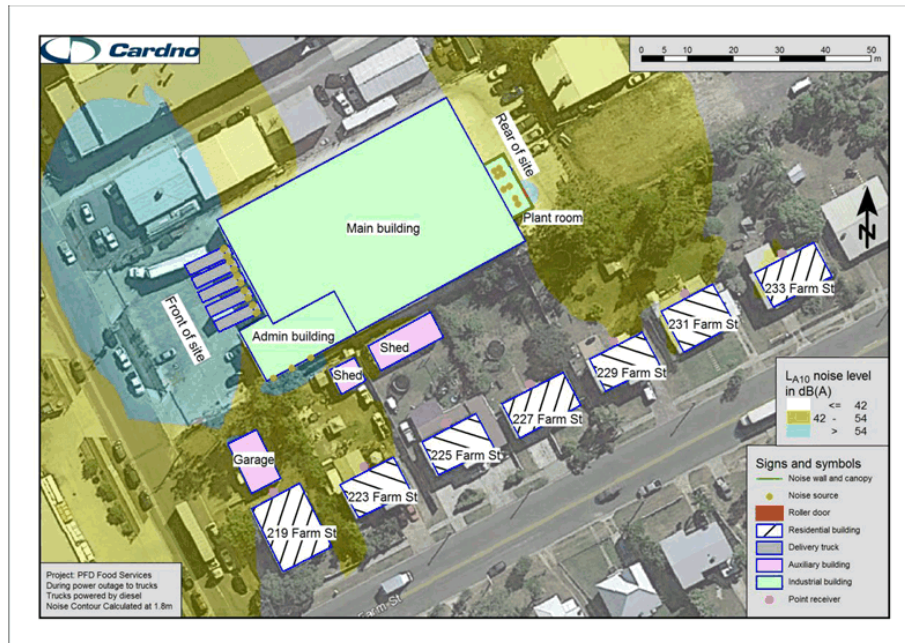 Cardno
0 10 20 30 40 50
m
Rear of site
Plant room
Main building
Front of site
Admin building
Shed
Shed
Garage
233 Farm St
231 Farm St
229 Farm St
227 Farm St
225 Farm St
223 Farm St
219 Farm St
Farm St
N
LA10 noise level
in dB(A)
<= 42
42 - 54
> 54
Signs and symbols
Noise wall and canopy
Noise source
Roller door
Residential building
Delivery truck
Auxiliary building
Industrial building
Point receiver
Project: PFD Food Services
During power outage to trucks
Trucks powered by diesel
Noise Contour Calculated at 1.8m